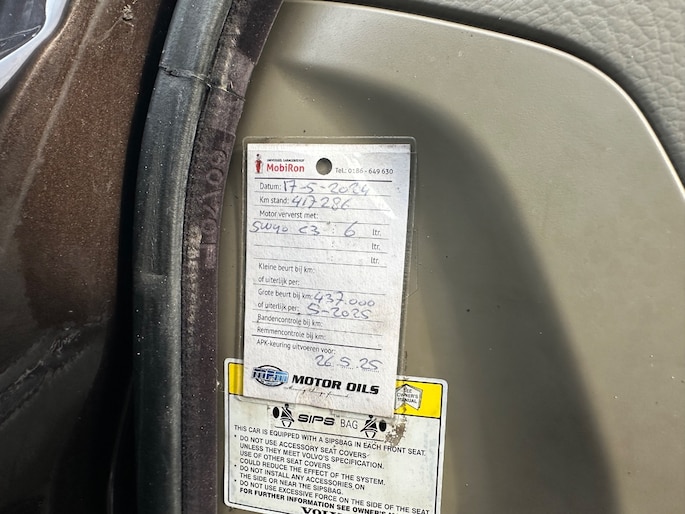 MobiRon
Tel.: 0186 - 649 630
Datum: 17-5-2024
Km stand: 417286
Motor ververst met:
5W40 C3 : 6 ltr.
ltr.
ltr.
Kleine beurt bij km:
of uiterlijk per:
Grote beurt bij km: 437.000
of uiterlijk per: 5-2025
Bandencontrole bij km:
Remmencontrole bij km:
APK-keuring uitvoeren vóór:
26.5.25
MPM MOTOR OILS
SEE
OWNER'S
MANUAL
SIPS BAG
THIS CAR IS EQUIPPED WITH A SIPSBAG IN EACH FRONT SEAT.
• DO NOT USE ACCESSORY SEAT COVERS
UNLESS THEY MEET VOLVO'S SPECIFICATION.
USE OF OTHER SEAT COVERS
COULD REDUCE THE EFFECT OF THE SYSTEM.
• DO NOT INSTALL ANY ACCESSORIES ON
THE SIDE OR NEAR THE SIPSBAG.
• DO NOT USE EXCESSIVE FORCE ON THE SIDE OF THE SEAT
FOR FURTHER INFORMATION SEE OWNER'S
VOLV